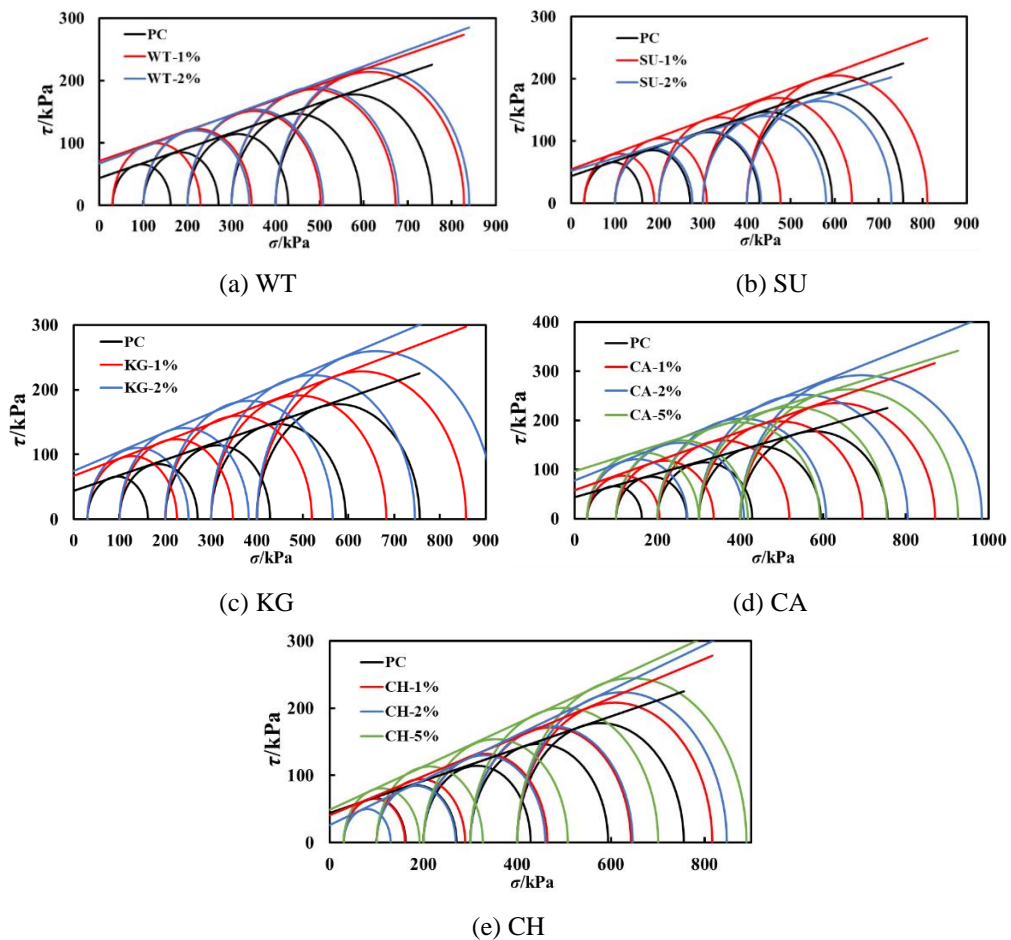 300
200
100
0
τ/kPa
PC
WT-1%
WT-2%
0 100 200 300 400 500 600 700 800 900
σ/kPa
(a) WT
300
200
100
0
τ/kPa
PC
SU-1%
SU-2%
0 100 200 300 400 500 600 700 800 900 1000
σ/kPa
(b) SU
300
200
100
0
τ/kPa
PC
KG-1%
KG-2%
0 100 200 300 400 500 600 700 800 900
σ/kPa
(c) KG
400
300
200
100
0
τ/kPa
PC
CA-1%
CA-2%
CA-5%
0 200 400 600 800 1000
σ/kPa
(d) CA
300
200
100
0
τ/kPa
PC
CH-1%
CH-2%
CH-5%
0 200 400 600 800
σ/kPa
(e) CH